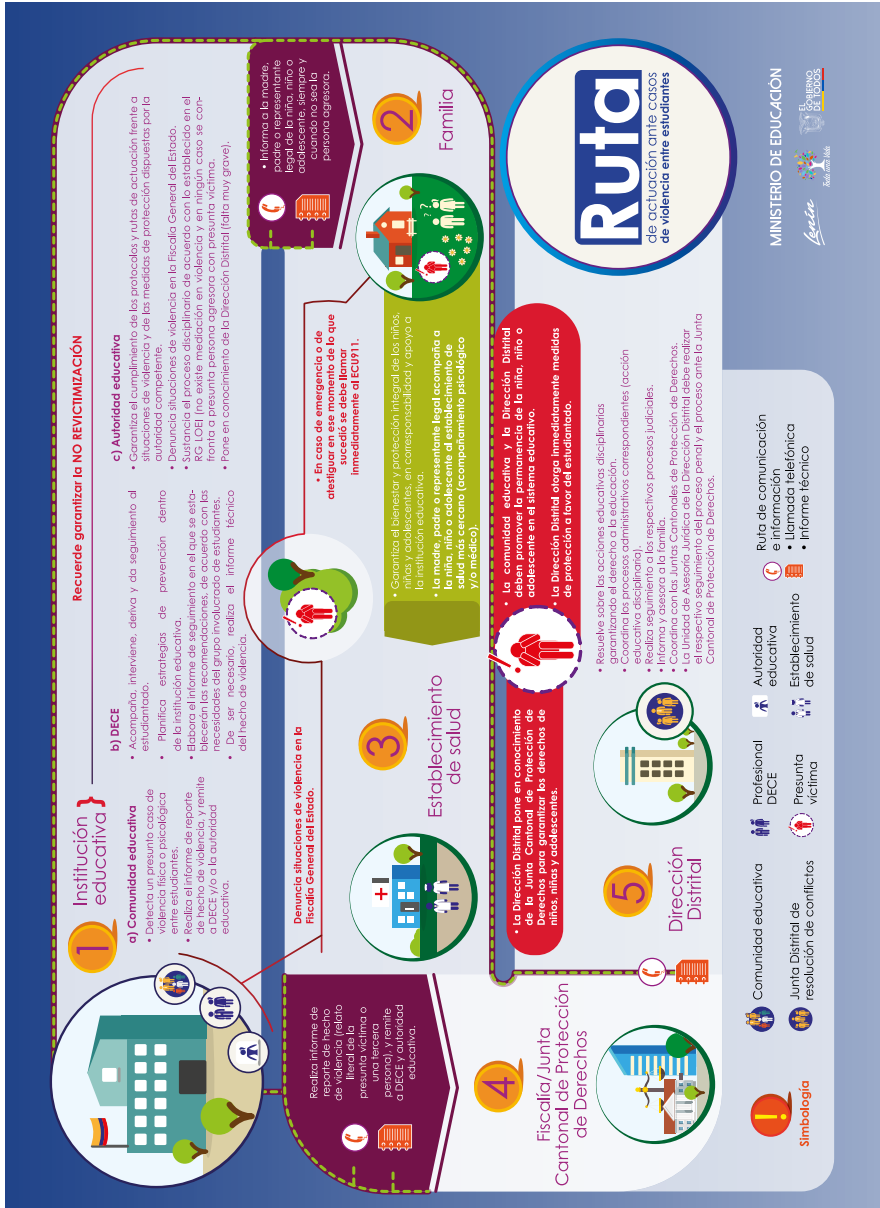 Recuerde garantizar la NO REVICTIMIZACIÓN
1
Institución
educativa }
a) Comunidad educativa
• Detecta un presunto caso de
violencia física o psicológica
entre estudiantes.
• Realiza el informe de reporte
de hecho de violencia, y remite
a DECE y/o a la autoridad
educativa.
b) DECE
• Acompaña, interviene, deriva y da seguimiento al
estudiantado.
• Planifica estrategias de prevención dentro
de la institución educativa.
• Elabora el informe de seguimiento en el que se esta-
blecerán las recomendaciones, de acuerdo con las
necesidades del grupo involucrado de estudiantes.
• De ser necesario, realiza el informe técnico
del hecho de violencia.
c) Autoridad educativa
• Garantiza el cumplimiento de los protocolos y rutas de actuación frente a
situaciones de violencia y de las medidas de protección dispuestas por la
autoridad competente.
• Denuncia situaciones de violencia en la Fiscalía General del Estado.
• Sustancia el proceso disciplinario de acuerdo con lo establecido en el
RG LOEI (no existe mediación en violencia y en ningún caso se con-
fronta a presunta persona agresora con presunta víctima.
• Pone en conocimiento de la Dirección Distrital (falta muy grave).
• Informa a la madre,
padre o representante
legal de la niña, niño o
adolescente, siempre y
cuando no sea la
persona agresora.
2
Familia
• En caso de emergencia o de
atestiguar en ese momento de lo que
sucedió se debe llamar
inmediatamente al ECU911.
• Garantiza el bienestar y protección integral de los niños,
niñas y adolescentes, en corresponsabilidad y apoyo a
la institución educativa.
• La madre, padre o representante legal acompaña a
la niña, niño o adolescente al establecimiento de
salud más cercano (acompañamiento psicológico
y/o médico).
Denuncia situaciones de violencia en la
Fiscalía General del Estado.
3
Establecimiento
de salud
Realiza informe de
reporte de hecho
de violencia (relato
literal de la
presunta víctima o
una tercera
persona), y remite
a DECE y autoridad
educativa.
4
Fiscalía/Junta
Cantonal de Protección
de Derechos
• La Dirección Distrital pone en conocimiento
de la Junta Cantonal de Protección de
Derechos para garantizar los derechos de
niños, niñas y adolescentes.
• La comunidad educativa y la Dirección Distrital
deben promover la permanencia de la niña, niño o
adolescente en el sistema educativo.
• La Dirección Distrital otorga inmediatamente medidas
de protección a favor del estudiantado.
5
Dirección
Distrital
• Resuelve sobre las acciones educativas disciplinarias
garantizando el derecho a la educación.
• Coordina los procesos administrativos correspondientes (acción
educativa disciplinaria).
• Realiza seguimiento a los respectivos procesos judiciales.
• Informa y asesora a la familia.
• Coordina con las Juntas Cantonales de Protección de Derechos.
• La Unidad de Asesoría Jurídica de la Dirección Distrital debe realizar
el respectivo seguimiento del proceso penal y el proceso ante la Junta
Cantonal de Protección de Derechos.
Ruta
de actuación ante casos
de violencia entre estudiantes
!
Simbología
Comunidad educativa
Junta Distrital de
resolución de conflictos
Profesional
DECE
Presunta
víctima
Autoridad
educativa
Establecimiento
de salud
Ruta de comunicación
e información
• Llamada telefónica
• Informe técnico
MINISTERIO DE EDUCACIÓN
Lenín
Toda una Vida
EL
GOBIERNO
DE TODOS